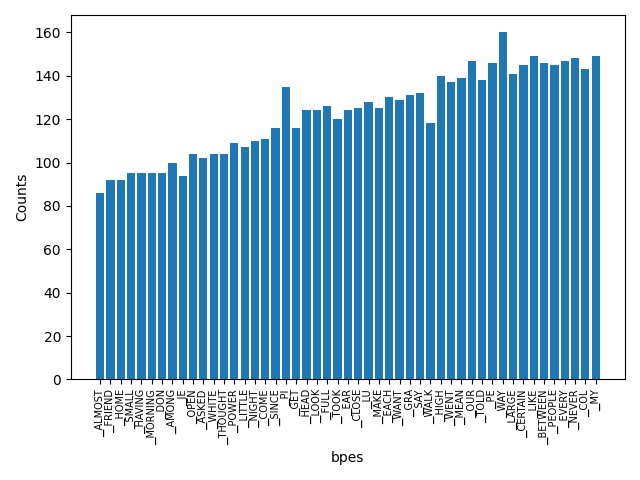 160
140
120
100
80
60
40
20
0
Counts
_ALMOST
_FRIEND
_HOME
_SMALL
_HAVING
_MORNING
_DON
_AMONG
_JE
_OPEN
_ASKED
_WHITE
_THOUGHT
_POWER
_LITTLE
_NIGHT
_COME
_SINCE
_PI
_GET
_HEAD
_LOOK
_FULL
_TOOK
_EAR
_CLOSE
_LU
_MAKE
_EACH
_WANT
_GRA
_SAY
_WALK
_HIGH
_WENT
_MEAN
_OUR
_TOLD
_PE
_WAY
_LARGE
_CERTAIN
_LIKE
_BETWEEN
_PEOPLE
_EVERY
_NEVER
_COL
_MY
bpes